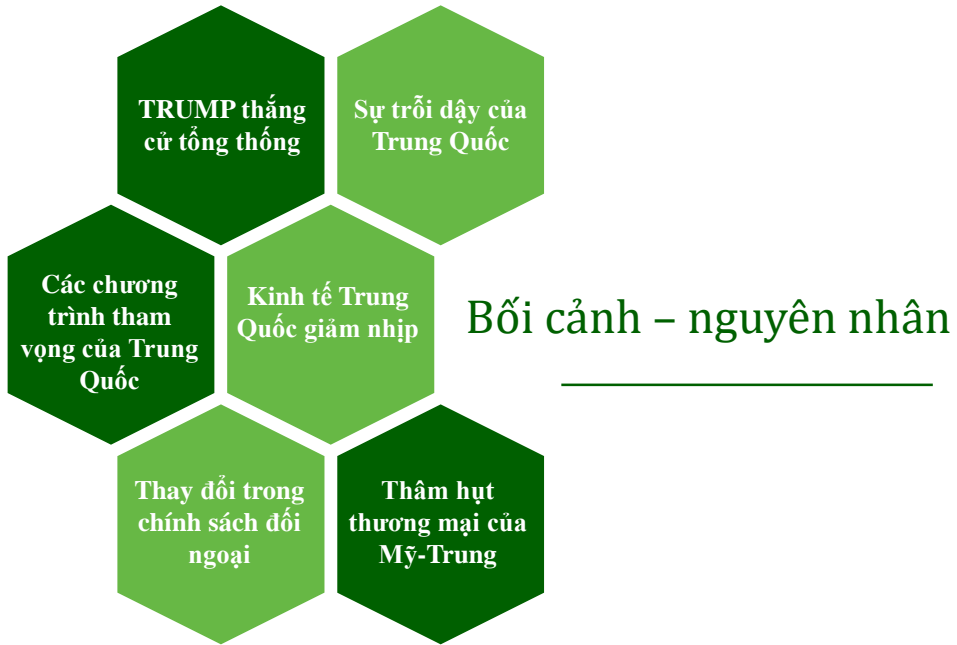 TRUMP thắng
cử tổng thống
Sự trỗi dậy của
Trung Quốc
Các chương
trình tham
vọng của Trung
Quốc
Kinh tế Trung
Quốc giảm nhịp
Bối cảnh – nguyên nhân
Thay đổi trong
chính sách đối
ngoại
Thâm hụt
thương mại của
Mỹ-Trung